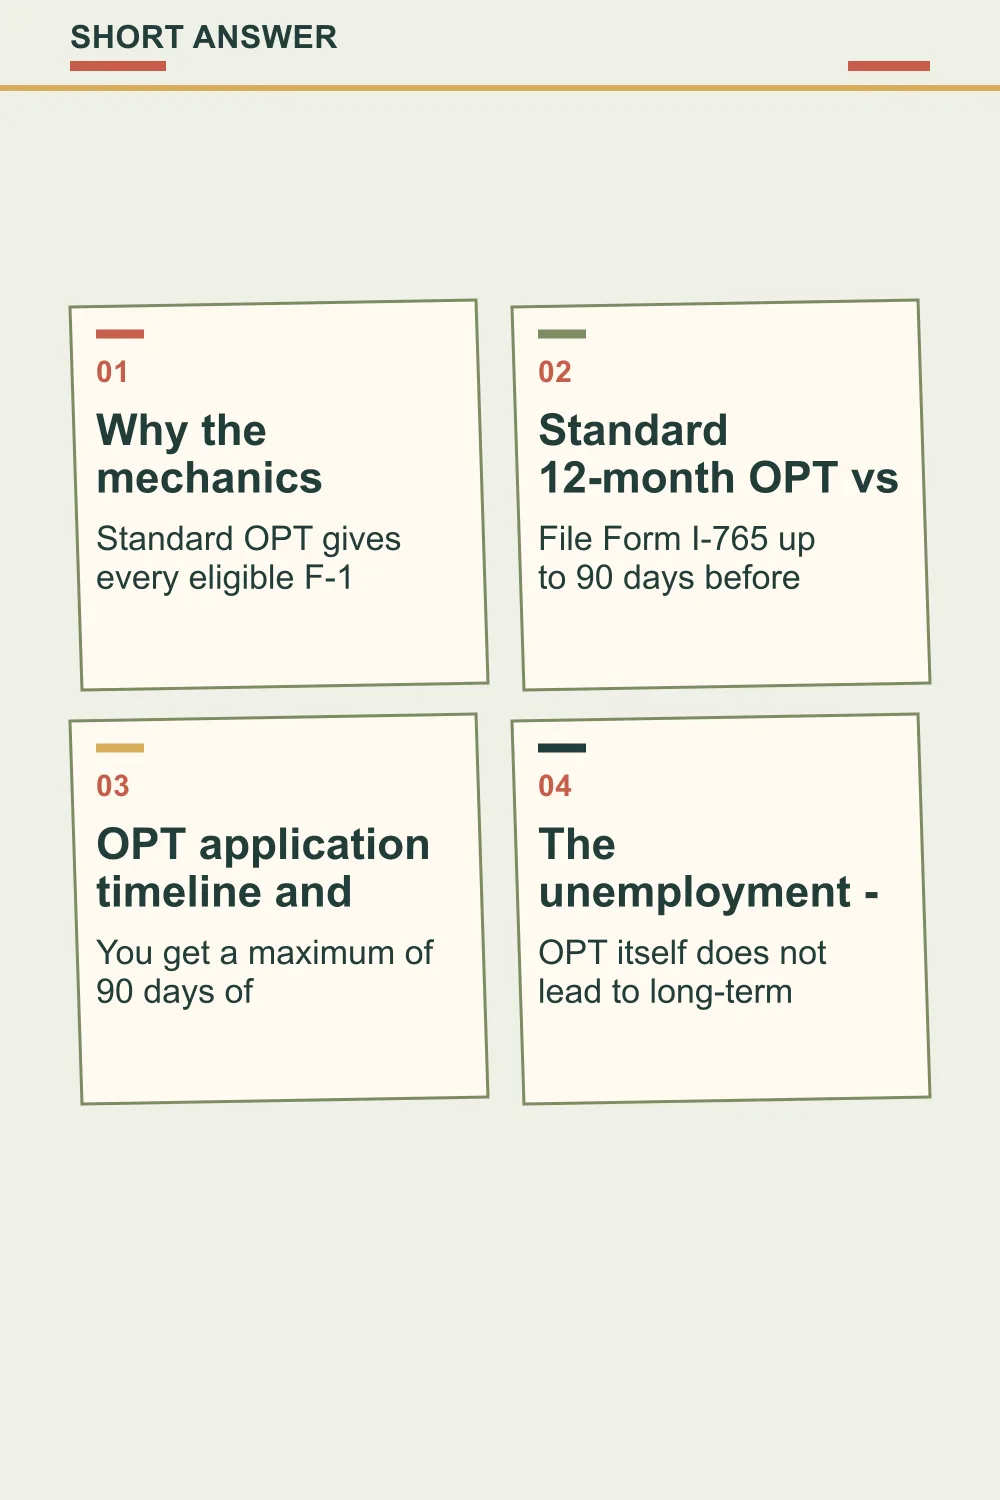 SHORT ANSWER
01
Why the
mechanics
Standard OPT gives
every eligible F-1
02
Standard
12-month OPT vs
File Form I-765 up
to 90 days before
03
OPT application
timeline and
You get a maximum of
90 days of
04
The
unemployment -
OPT itself does not
lead to long-term